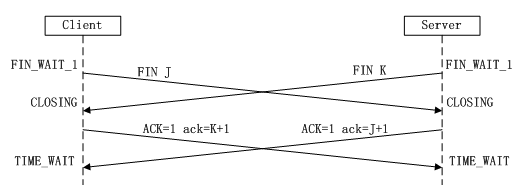 Client Server
FIN_WAIT_1 FIN J FIN K FIN_WAIT_1
CLOSING CLOSING
ACK=1 ack=K+1 ACK=1 ack=J+1
TIME_WAIT TIME_WAIT